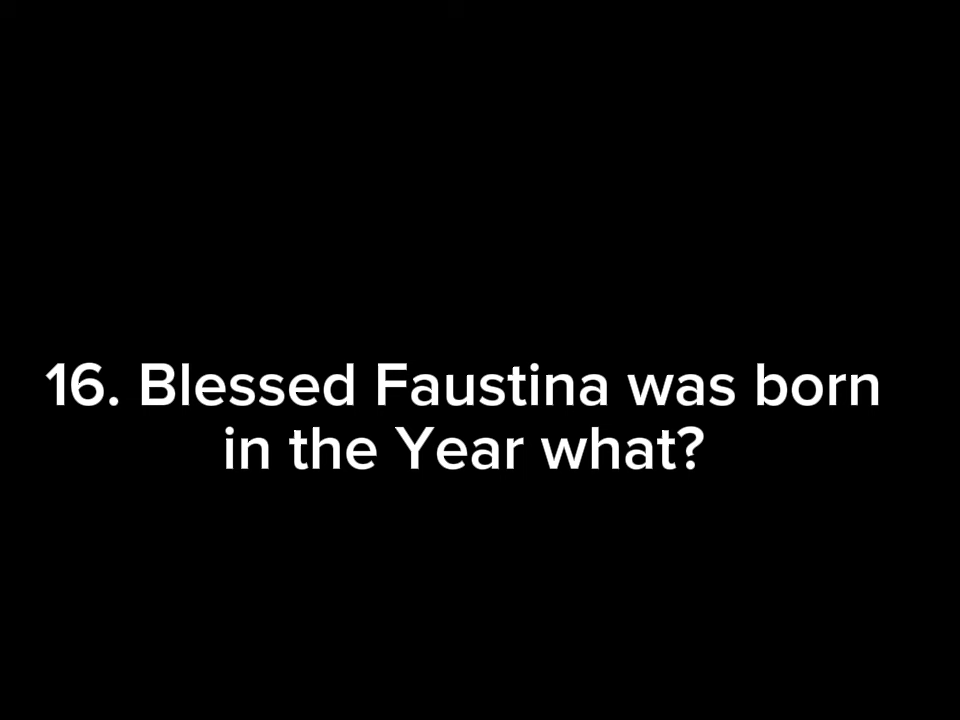 16. Blessed Faustina was born
in the Year what?